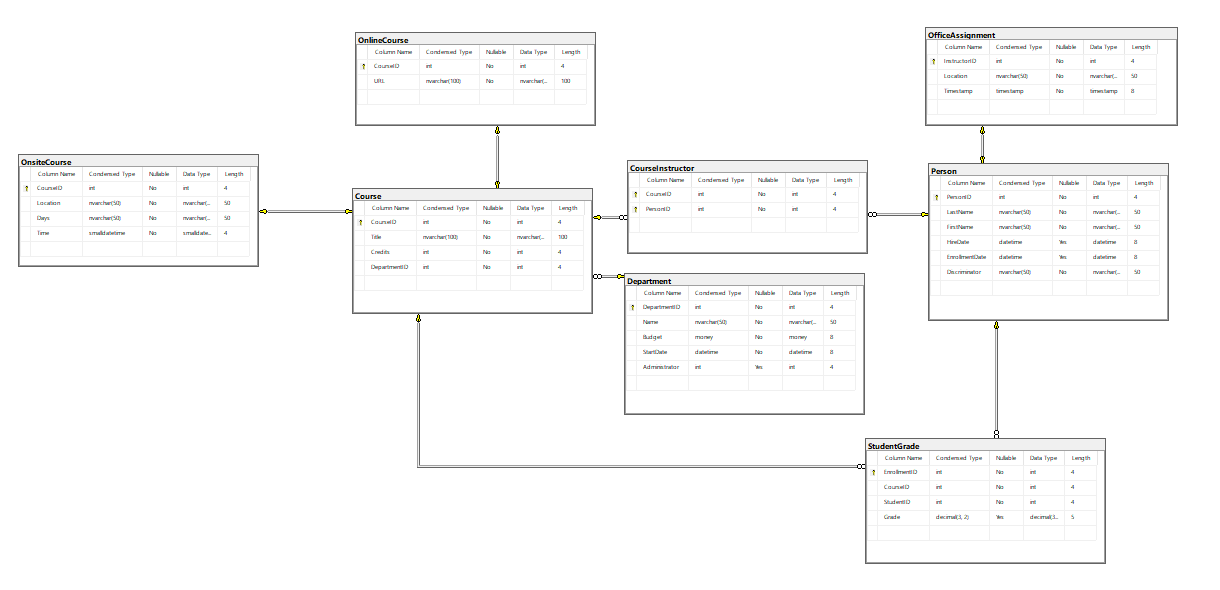 OnlineCourse
Column Name Condensed Type Nullable Data Type Length
CourseID int No int 4
URL nvarchar(100) No nvarchar(... 100
OfficeAssignment
Column Name Condensed Type Nullable Data Type Length
InstructorID int No int 4
Location nvarchar(50) No nvarchar(... 50
Timestamp timestamp No timestamp 8
OnsiteCourse
Column Name Condensed Type Nullable Data Type Length
CourseID int No int 4
Location nvarchar(50) No nvarchar(... 50
Days nvarchar(50) No nvarchar(... 50
Time smalldatetime No smalldate... 4
Course
Column Name Condensed Type Nullable Data Type Length
CourseID int No int 4
Title nvarchar(100) No nvarchar(... 100
Credits int No int 4
DepartmentID int No int 4
CourseInstructor
Column Name Condensed Type Nullable Data Type Length
CourseID int No int 4
PersonID int No int 4
Person
Column Name Condensed Type Nullable Data Type Length
PersonID int No int 4
LastName nvarchar(50) No nvarchar(... 50
FirstName nvarchar(50) No nvarchar(... 50
HireDate datetime Yes datetime 8
EnrollmentDate datetime Yes datetime 8
Discriminator nvarchar(50) No nvarchar(... 50
Department
Column Name Condensed Type Nullable Data Type Length
DepartmentID int No int 4
Name nvarchar(50) No nvarchar(... 50
Budget money No money 8
StartDate datetime No datetime 8
Administrator int Yes int 4
StudentGrade
Column Name Condensed Type Nullable Data Type Length
EnrollmentID int No int 4
CourseID int No int 4
StudentID int No int 4
Grade decimal(3, 2) Yes decimal(3... 5